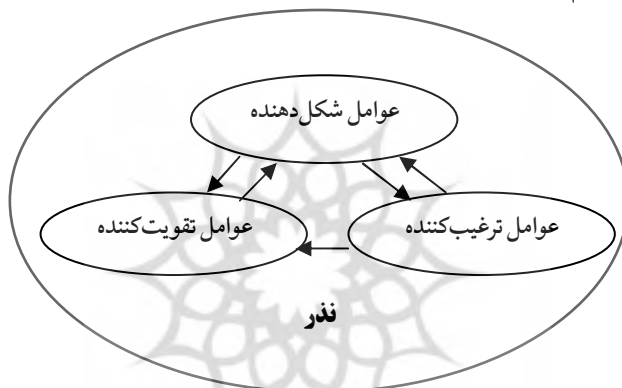 عوامل شکل‌دهنده
عوامل ترغیب‌کننده
عوامل تقویت‌کننده
نذر